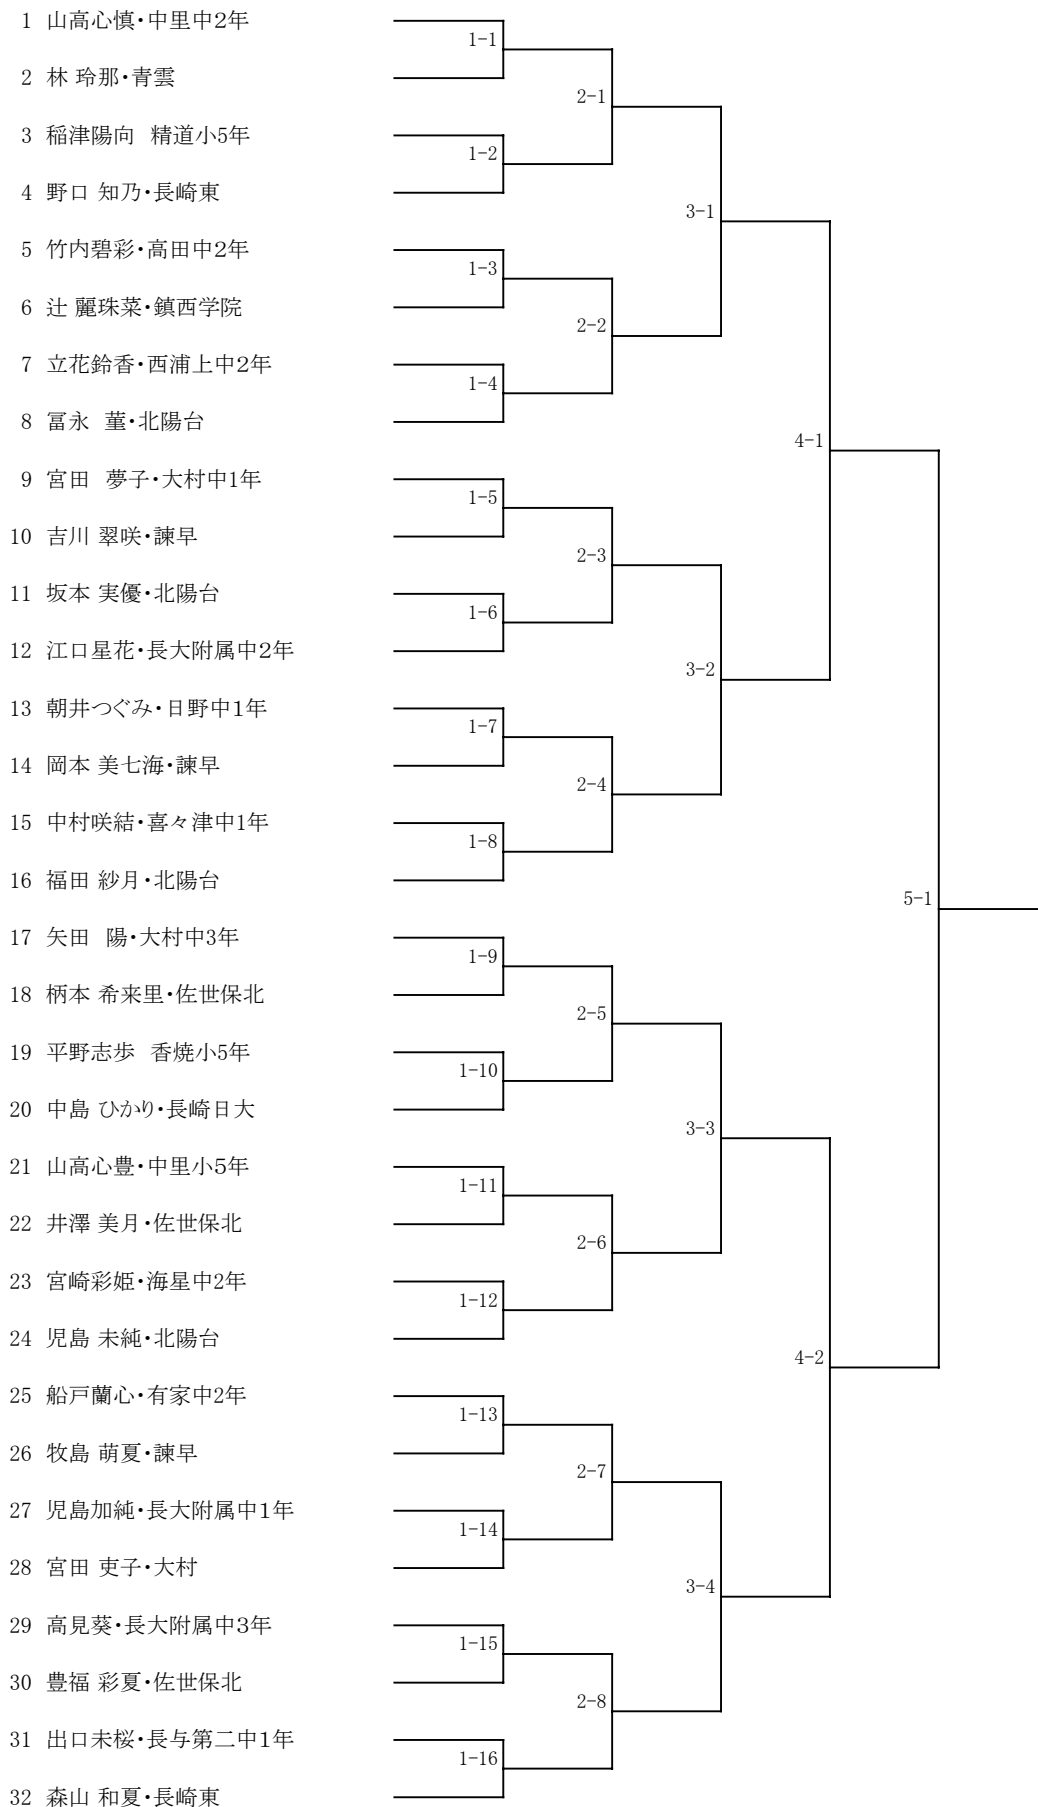 1 山高心慎・中里中2年
1-1
2 林 玲那・青雲
2-1
3 稲津陽向 精道小5年
1-2
4 野口 知乃・長崎東
3-1
5 竹内碧彩・高田中2年
1-3
6 辻 麗珠菜・鎮西学院
2-2
7 立花鈴香・西浦上中2年
1-4
8 冨永 菫・北陽台
4-1
9 宮田 夢子・大村中1年
1-5
10 吉川 翠咲・諫早
2-3
11 坂本 実優・北陽台
1-6
12 江口星花・長大附属中2年
3-2
13 朝井つぐみ・日野中1年
1-7
14 岡本 美七海・諫早
2-4
15 中村咲結・喜々津中1年
1-8
16 福田 紗月・北陽台
5-1
17 矢田 陽・大村中3年
1-9
18 柄本 希来里・佐世保北
2-5
19 平野志歩 香焼小5年
1-10
20 中島 ひかり・長崎日大
3-3
21 山高心豊・中里小5年
1-11
22 井澤 美月・佐世保北
2-6
23 宮崎彩姫・海星中2年
1-12
24 児島 未純・北陽台
4-2
25 船戸蘭心・有家中2年
1-13
26 牧島 萌夏・諫早
2-7
27 児島加純・長大附属中1年
1-14
28 宮田 吏子・大村
3-4
29 高見葵・長大附属中3年
1-15
30 豊福 彩夏・佐世保北
2-8
31 出口未桜・長与第二中1年
1-16
32 森山 和夏・長崎東